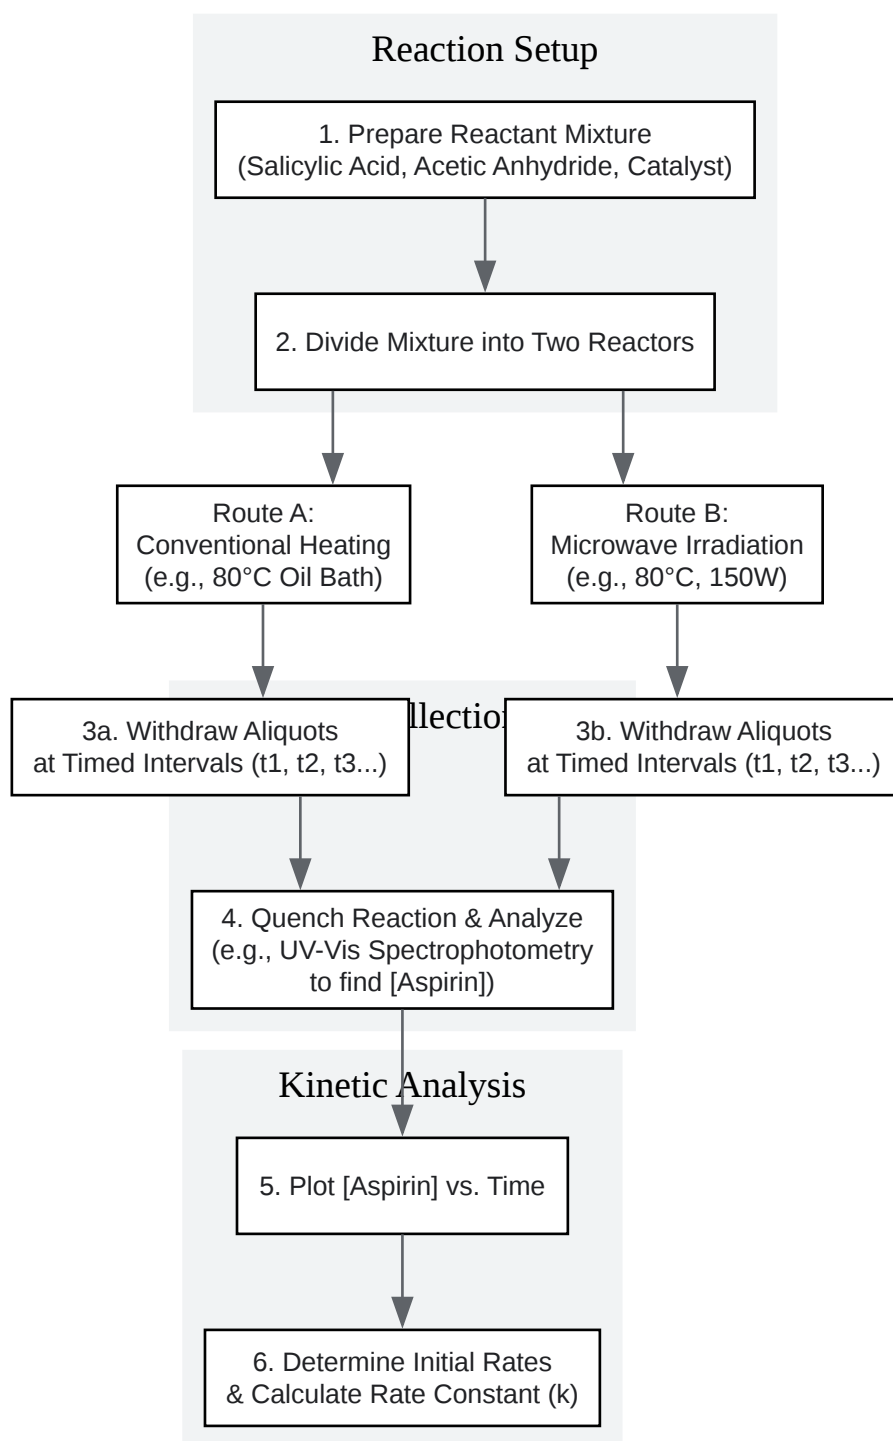 Reaction Setup
1. Prepare Reactant Mixture
(Salicylic Acid, Acetic Anhydride, Catalyst)
2. Divide Mixture into Two Reactors
Route A:
Conventional Heating
(e.g., 80°C Oil Bath)
Route B:
Microwave Irradiation
(e.g., 80°C, 150W)
3a. Withdraw Aliquots
at Timed Intervals (t1, t2, t3...)
3b. Withdraw Aliquots
at Timed Intervals (t1, t2, t3...)
4. Quench Reaction & Analyze
(e.g., UV-Vis Spectrophotometry
to find [Aspirin])
Kinetic Analysis
5. Plot [Aspirin] vs. Time
6. Determine Initial Rates
& Calculate Rate Constant (k)